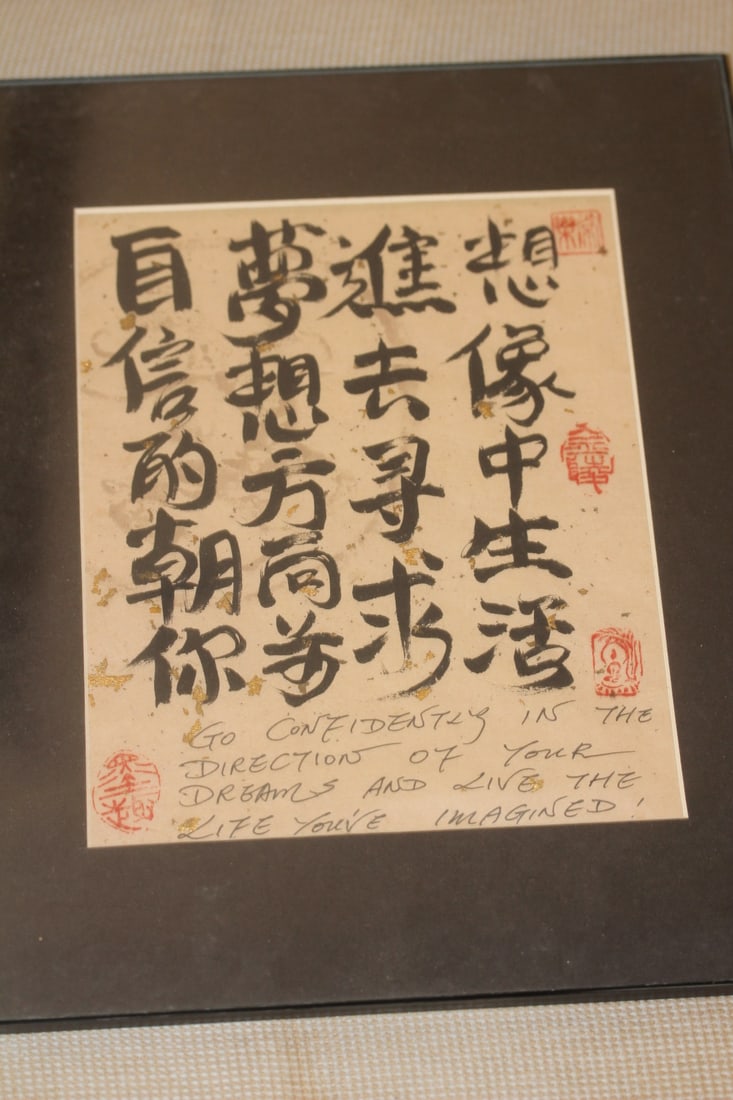 自信的朝你
夢想方向
進去寻求
想像中生活
GO CONFIDENTLY IN THE
DIRECTION OF YOUR
DREAMS AND LIVE THE
LIFE YOU'VE IMAGINED!